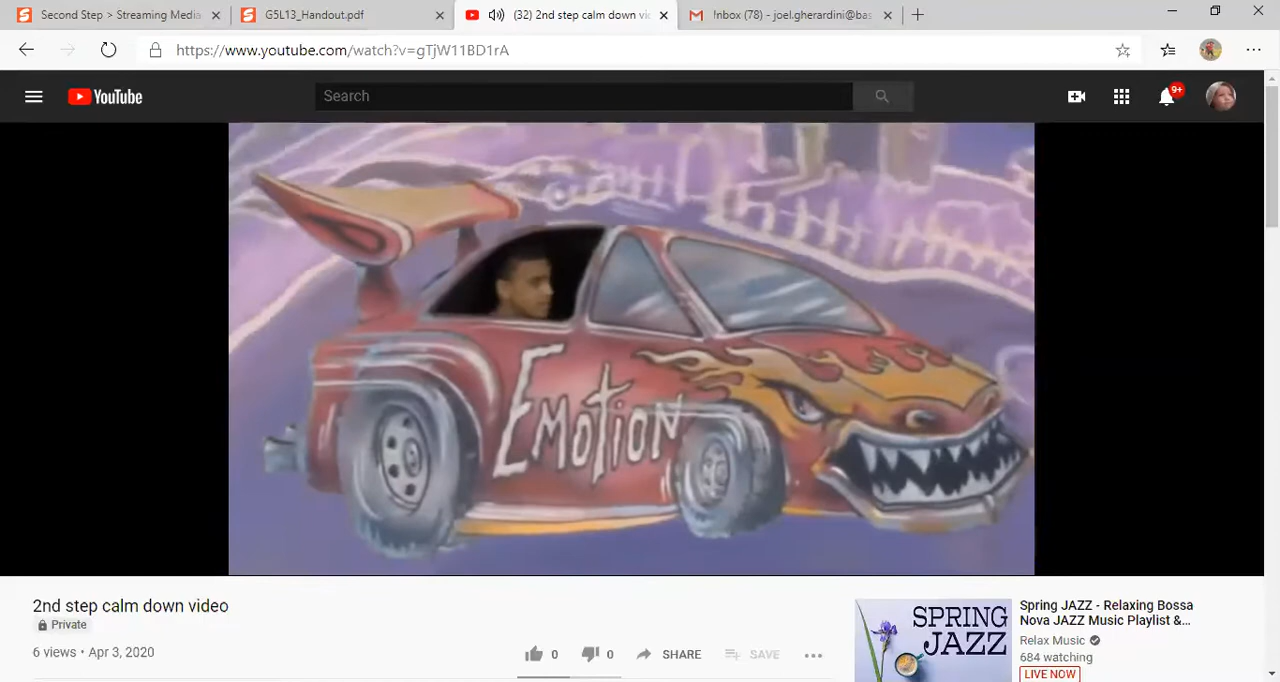 Second Step > Streaming Media
G5L13_Handout.pdf
(32) 2nd step calm down vi
Inbox (78) - joel.gherardini@bas
https://www.youtube.com/watch?v=gTjW11BD1rA
YouTube
Search
9+
EMOTION
2nd step calm down video
Private
6 views • Apr 3, 2020
0
0
SHARE
SAVE
SPRING
JAZZ
Spring JAZZ - Relaxing Bossa
Nova JAZZ Music Playlist &...
Relax Music
684 watching
LIVE NOW